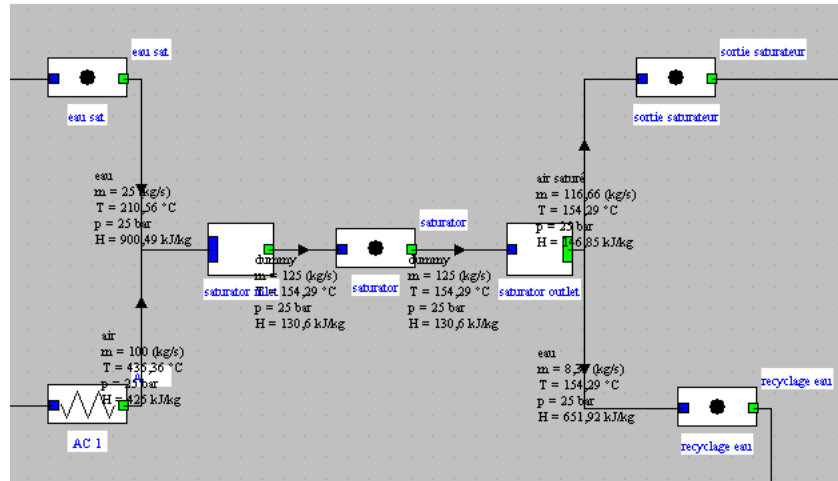 eau sat
eau sat
eau
m = 25 (kg/s)
T = 210,56 °C
p = 25 bar
H = 900,49 kJ/kg
air
m = 100 (kg/s)
T = 435,36 °C
p = 25 bar
H = 425 kJ/kg
AC 1
saturator inlet
dummy
m = 125 (kg/s)
T = 154,29 °C
p = 25 bar
H = 130,6 kJ/kg
saturator
saturator
dummy
m = 125 (kg/s)
T = 154,29 °C
p = 25 bar
H = 130,6 kJ/kg
saturator outlet
air saturé
m = 116,66 (kg/s)
T = 154,29 °C
p = 25 bar
H = 146,85 kJ/kg
sortie saturateur
sortie saturateur
eau
(kg/s)
T = 154,29 °C
p = 25 bar
H = 651,92 kJ/kg
recyclage eau
recyclage eau